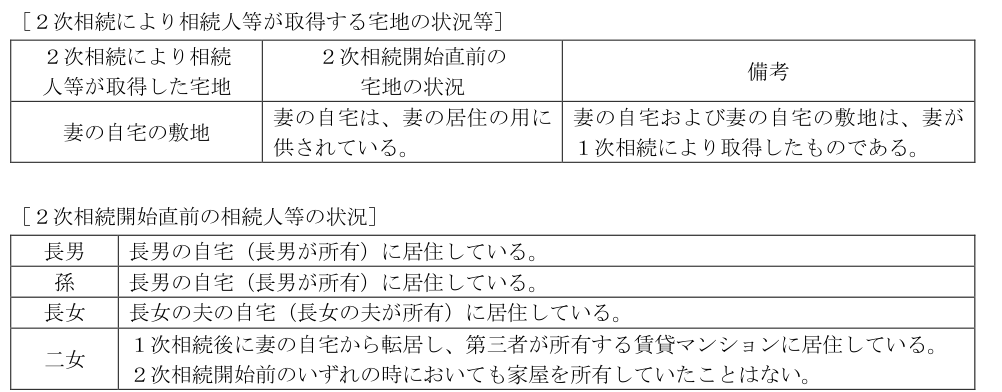 ［２次相続により相続人等が取得する宅地の状況等］
２次相続により相続
人等が取得した宅地
２次相続開始直前の
宅地の状況
備考
妻の自宅の敷地
妻の自宅は、妻の居住の用に
供されている。
妻の自宅および妻の自宅の敷地は、妻が
１次相続により取得したものである。
［２次相続開始直前の相続人等の状況］
長男
長男の自宅（長男が所有）に居住している。
孫
長男の自宅（長男が所有）に居住している。
長女
長女の夫の自宅（長女の夫が所有）に居住している。
二女
１次相続後に妻の自宅から転居し、第三者が所有する賃貸マンションに居住している。
２次相続開始前のいずれの時においても家屋を所有していたことはない。